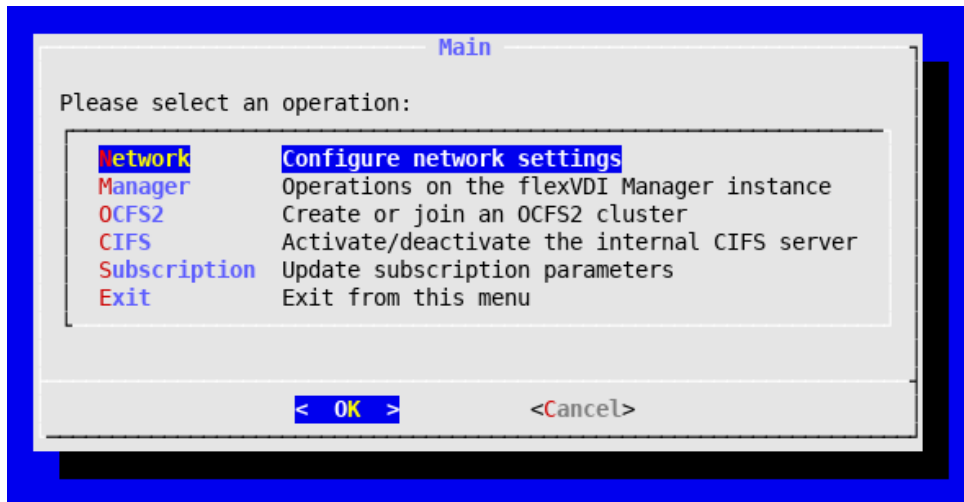 Main
Please select an operation:
Network Configure network settings
Manager Operations on the flexVDI Manager instance
OCFS2 Create or join an OCFS2 cluster
CIFS Activate/deactivate the internal CIFS server
Subscription Update subscription parameters
Exit Exit from this menu
< OK > <Cancel>